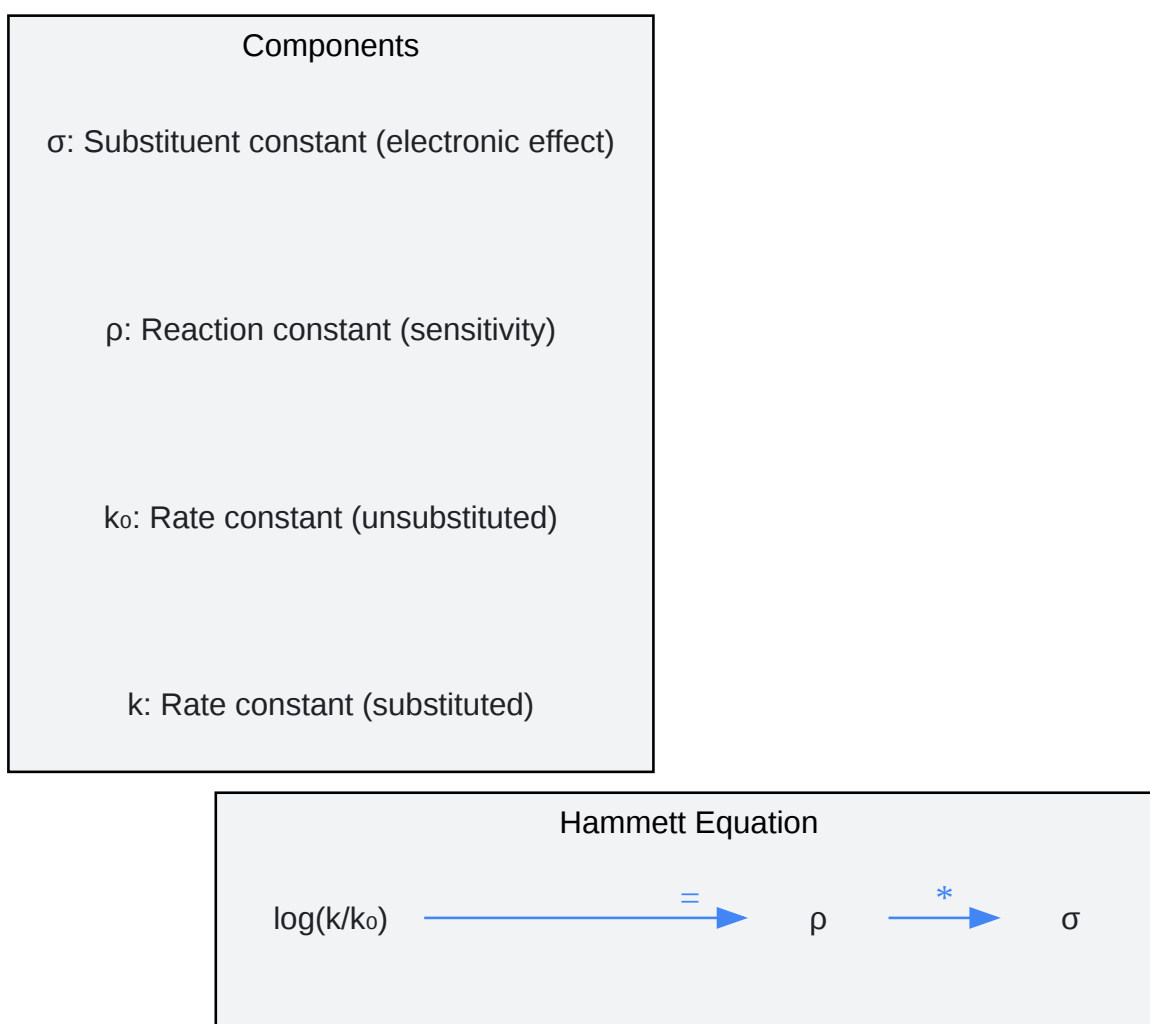 Components
σ: Substituent constant (electronic effect)
ρ: Reaction constant (sensitivity)
k₀: Rate constant (unsubstituted)
k: Rate constant (substituted)
Hammett Equation
log(k/k₀) = ρ * σ